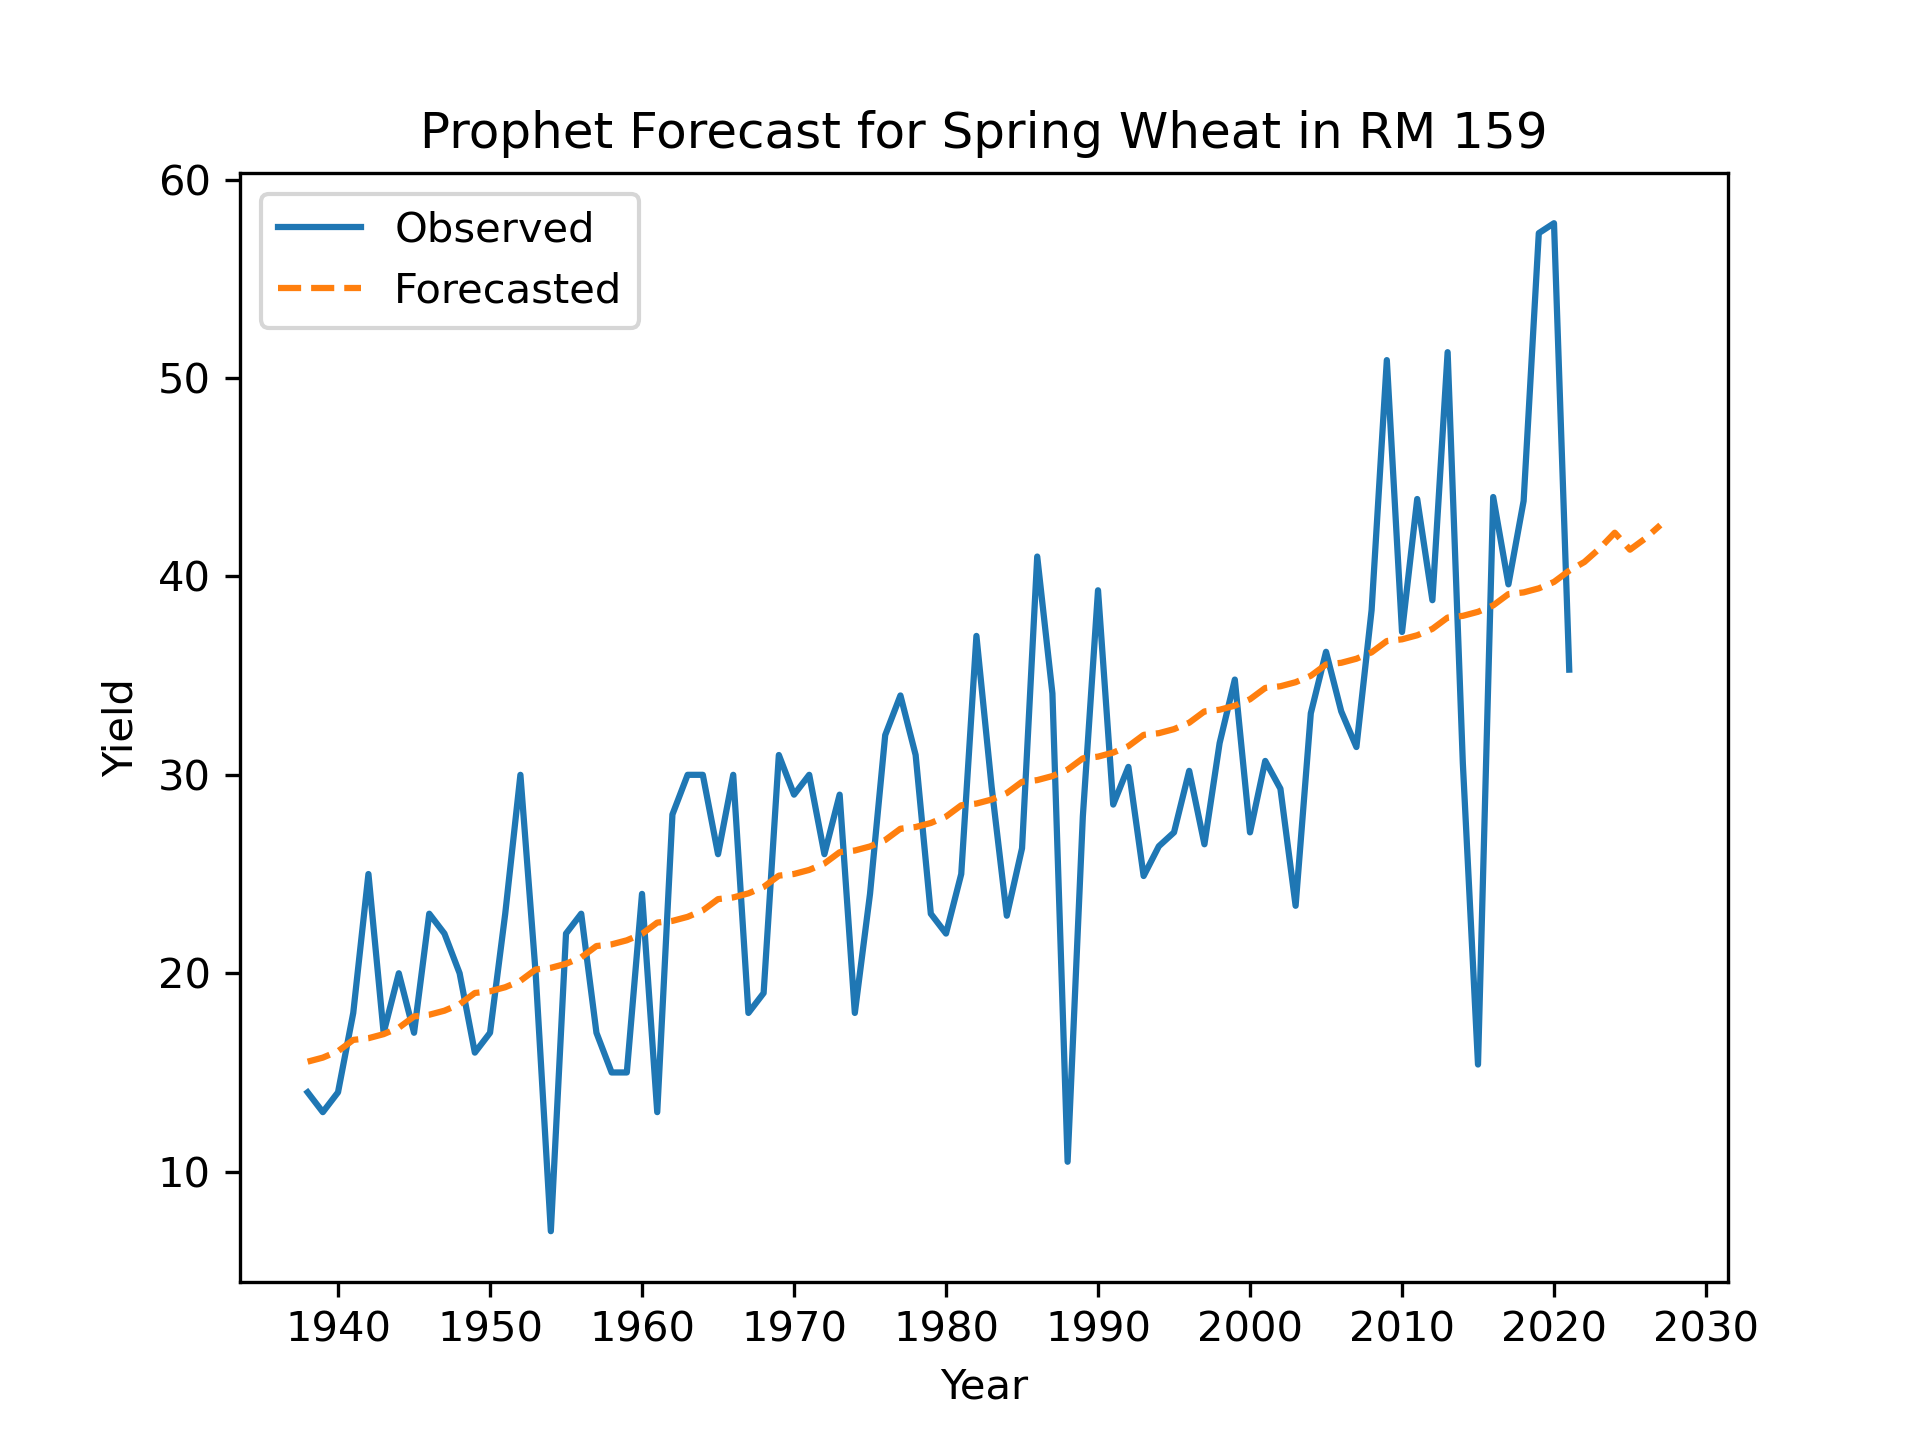 Prophet Forecast for Spring Wheat in RM 159
60
50
40
30
20
10
Yield
Observed
Forecasted
1940 1950 1960 1970 1980 1990 2000 2010 2020 2030
Year